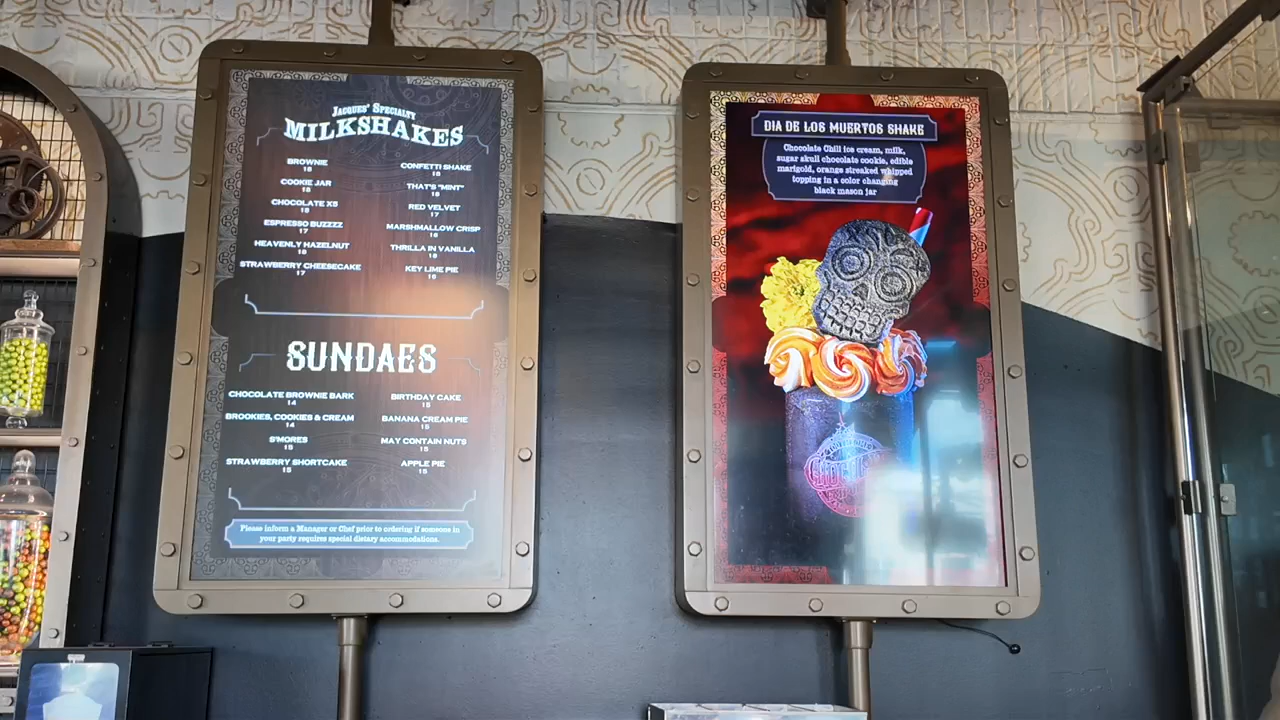 JACQUES' SPECIALTY
MILKSHAKES
BROWNIE
18
COOKIE JAR
18
CHOCOLATE X5
18
ESPRESSO BUZZZZ
17
HEAVENLY HAZELNUT
18
STRAWBERRY CHEESECAKE
17
CONFETTI SHAKE
18
THAT'S "MINT"
18
RED VELVET
17
MARSHMALLOW CRISP
18
THRILLA IN VANILLA
18
KEY LIME PIE
SUNDAES
CHOCOLATE BROWNIE BARK
14
BROOKIES, COOKIES & CREAM
14
S'MORES
15
STRAWBERRY SHORTCAKE
15
BIRTHDAY CAKE
15
BANANA CREAM PIE
15
MAY CONTAIN NUTS
15
APPLE PIE
15
Please inform a Manager or Chef prior to ordering if someone in
your party requires special dietary accommodations.
DIA DE LOS MUERTOS SHAKE
Chocolate Chili ice cream, milk,
sugar skull chocolate cookie, edible
marigold, orange streaked whipped
topping in a color changing
black mason jar